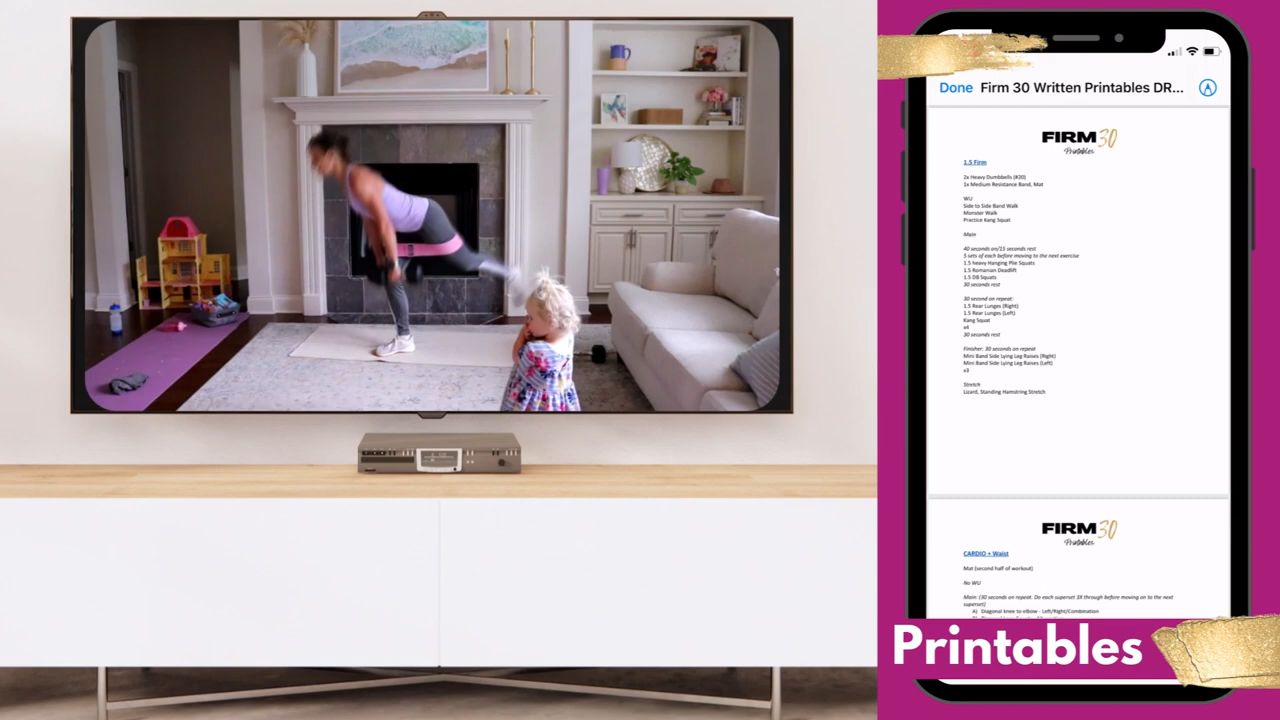 Done Firm 30 Written Printables DR...
FIRM 30
Printables
1.5 Firm
2x Heavy Dumbbells (#20)
1x Medium Resistance Band, Mat
WU
Side to Side Band Walk
Monster Walk
Practice Kang Squat
Main
40 seconds on/15 seconds rest
5 sets of each before moving to the next exercise
1.5 heavy Hanging Plie Squats
1.5 Romanian Deadlift
1.5 DB Squats
30 seconds rest
30 second on repeat:
1.5 Rear Lunges (Right)
1.5 Rear Lunges (Left)
Kang Squat
x4
30 seconds rest
Finisher: 30 seconds on repeat
Mini Band Side Lying Leg Raises (Right)
Mini Band Side Lying Leg Raises (Left)
x3
Stretch
Lizard, Standing Hamstring Stretch
FIRM 30
Printables
CARDIO + Waist
Mat (second half of workout)
No WU
Main: (30 seconds on repeat. Do each superset 3X through before moving on to the next
superset)
A) Diagonal knee to elbow - Left/Right/Combination
Printables